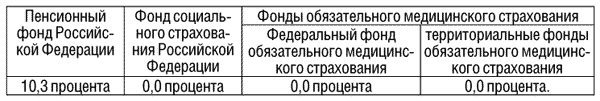 Пенсионный
фонд Российс-
кой Федерации
Фонд социаль-
ного страхова-
ния Российской
Федерации
Фонды обязательного медицинского страхования
Федеральный фонд
обязательного медицинс-
кого страхования
территориальные фонды
обязательного медицинс-
кого страхования
10,3 процента
0,0 процента
0,0 процента
0,0 процента.